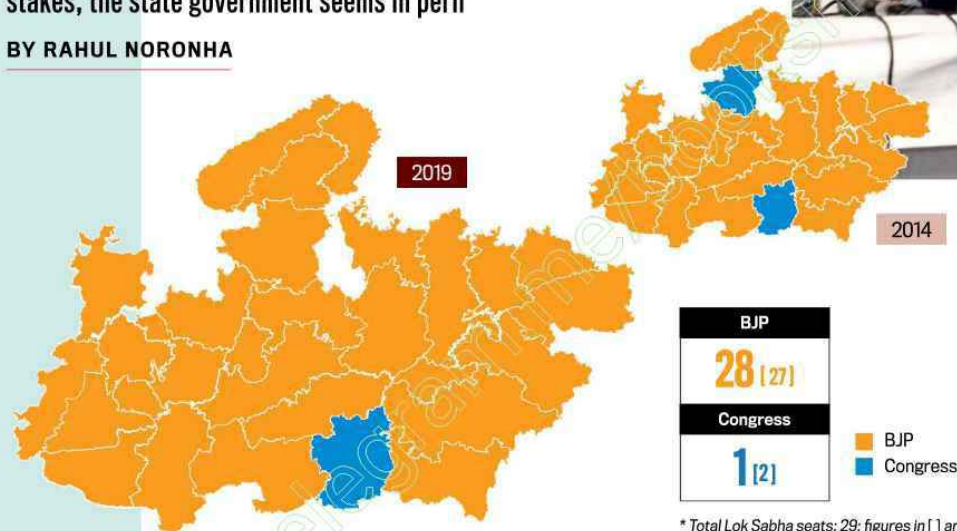 stakes, the state government seems in peril
BY RAHUL NORONHA
2019
2014
BJP
28 [27]
Congress
1 [2]
BJP
Congress
* Total Lok Sabha seats: 29; figures in [ ] ar